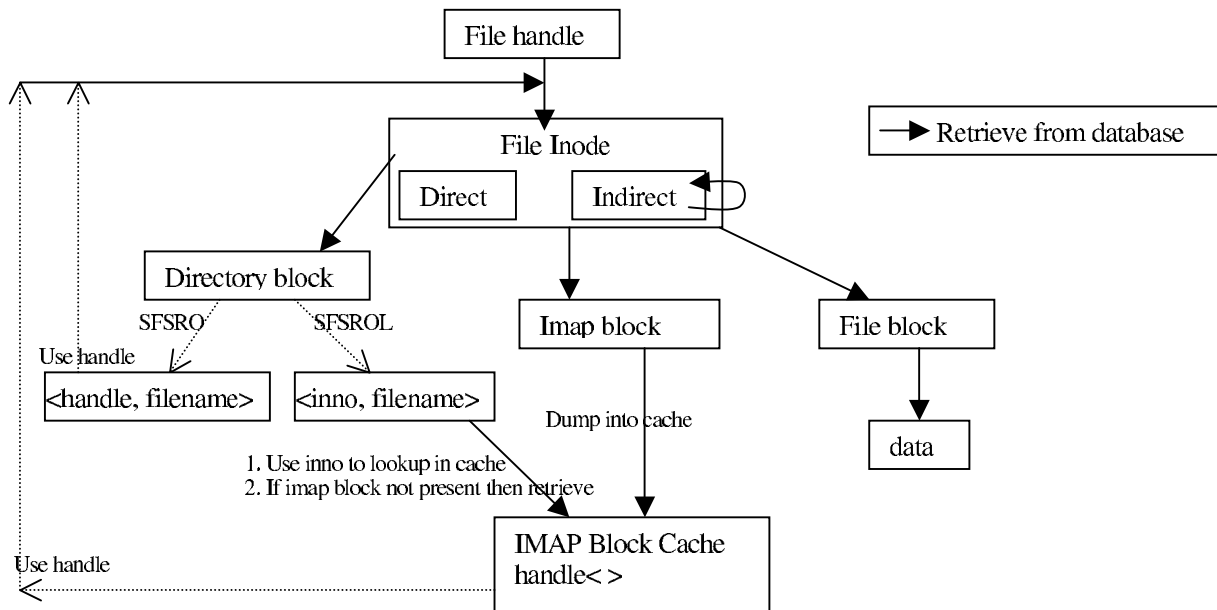 File handle
Retrieve from database
File Inode
Direct
Indirect
Directory block
SFSRO
SFSROL
Imap block
File block
Use handle
<handle, filename>
<inno, filename>
Dump into cache
data
1. Use inno to lookup in cache
2. If imap block not present then retrieve
IMAP Block Cache
handle<>
Use handle